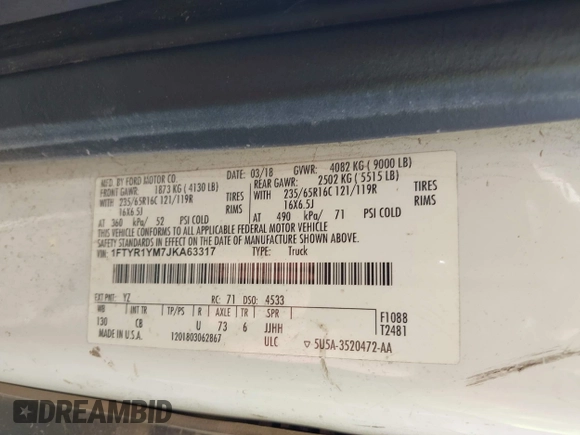 MFD. BY FORD MOTOR CO.
03/18 GVWR: 4082 KG ( 9000 LB)
FRONT GAWR: 1873 KG ( 4130 LB) REAR GAWR: 2502 KG ( 5515 LB)
WITH 235/65R16C 121/119R TIRES WITH 235/65R16C 121/119R TIRES
16X6.5J RIMS 16X6.5J RIMS
AT 360 kPa/ 52 PSI COLD AT 490 kPa/ 71 PSI COLD
THIS VEHICLE CONFORMS TO ALL APPLICABLE FEDERAL MOTOR VEHICLE
SAFETY STANDARDS IN EFFECT ON THE DATE OF MANUFACTURE SHOWN ABOVE.
VIN: 1FTYR1YM7JKA63317 TYPE: Truck
EXT PNT: YZ RC: 71 DSO: 4533
WB INT TR TP/PS R AXLE TR SPR F1088
130 CB U 73 6 JJHH T2481
MADE IN U.S.A. 1201803062867 ULC ▽ 5U5A-3520472-AA
© DREAMBID